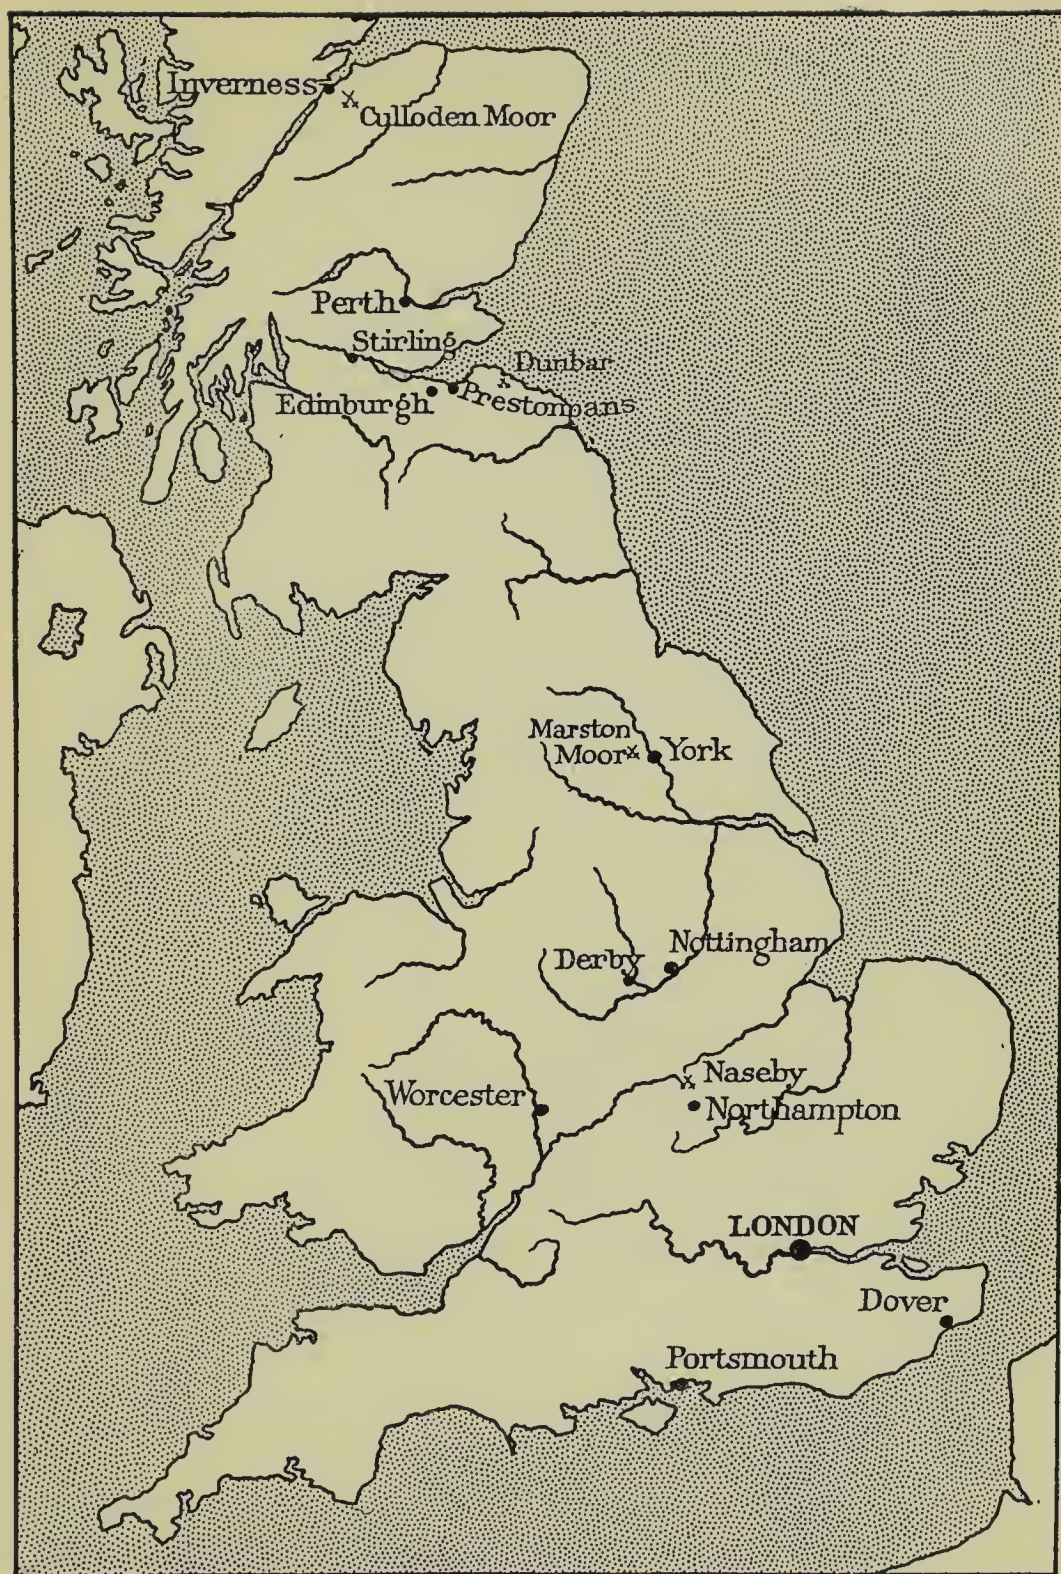 Inverness
Culloden Moor
Perth
Stirling
Dunbar
Edinburgh
Prestonpans
Marston
Moor
York
Nottingham
Derby
Naseby
Worcester
Northampton
LONDON
Dover
Portsmouth